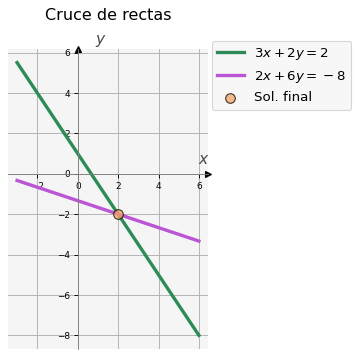 Cruce de rectas
y
3x + 2y = 2
2x + 6y = −8
Sol. final
x
6
4
2
0
−2
−4
−6
−8
−2 0 2 4 6